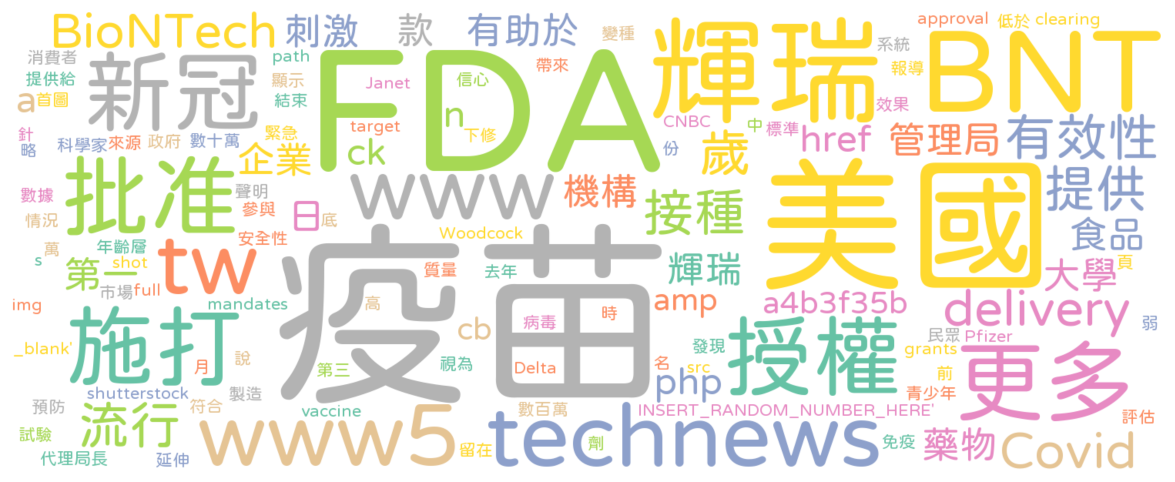 BioNTech 刺激 款 有助於 變種 approval 低於 clearing
消費者 path 系統
提供給 顯示 Janet 信心 帶來 報導
新冠 FDA 輝瑞 BNT
a 首圖 結束 n 效果
針 科學家 來源 政府 數十萬 緊急 target 下修 CNBC 中 標準 href 管理局 有效性
略 企業 ck 份 歲
批准 www 機構 接種 美國 提供
數據 聲明
情況 參與 日 底 Woodcock 食品
萬 年齡層 安全性
s 第一 shot tw 質量 去年 輝瑞 大學 頁
市場 full 疫苗
img mandates 高 病毒 時 amp a4b3f35b delivery 弱
施打 cb 發現 授權 民眾 Pfizer
_blank' 月 說 第三 視為 Delta 名 src grants 更多
shutterstock 製造 php 前 青少年
預防 流行 符合 vaccine 數百萬 INSERT_RANDOM_NUMBER_HERE' 評估
試驗 www5 technews 藥物 Covid
代理局長 延伸 留在 劑 免疫